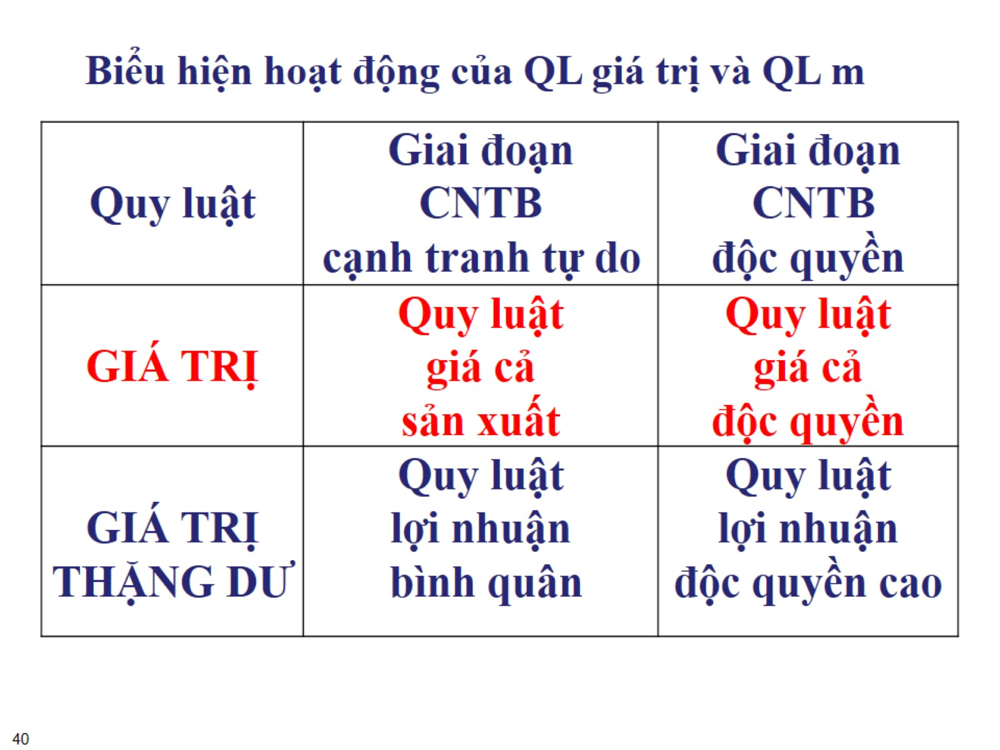 Biểu hiện hoạt động của QL giá trị và QL m
Quy luật
Giai đoạn
CNTB
cạnh tranh tự do
Giai đoạn
CNTB
độc quyền
GIÁ TRỊ
Quy luật
giá cả
sản xuất
Quy luật
giá cả
độc quyền
GIÁ TRỊ
THẶNG DƯ
Quy luật
lợi nhuận
bình quân
Quy luật
lợi nhuận
độc quyền cao
40